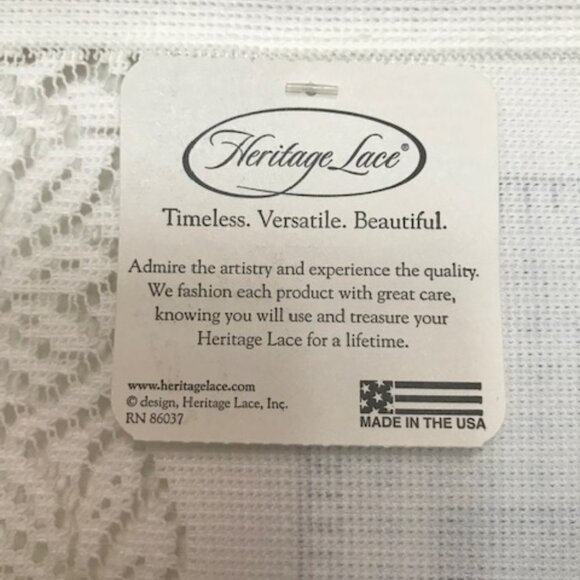 Heritage Lace®
Timeless. Versatile. Beautiful.
Admire the artistry and experience the quality.
We fashion each product with great care,
knowing you will use and treasure your
Heritage Lace for a lifetime.
www.heritagelace.com
© design, Heritage Lace, Inc.
RN 86037
MADE IN THE USA